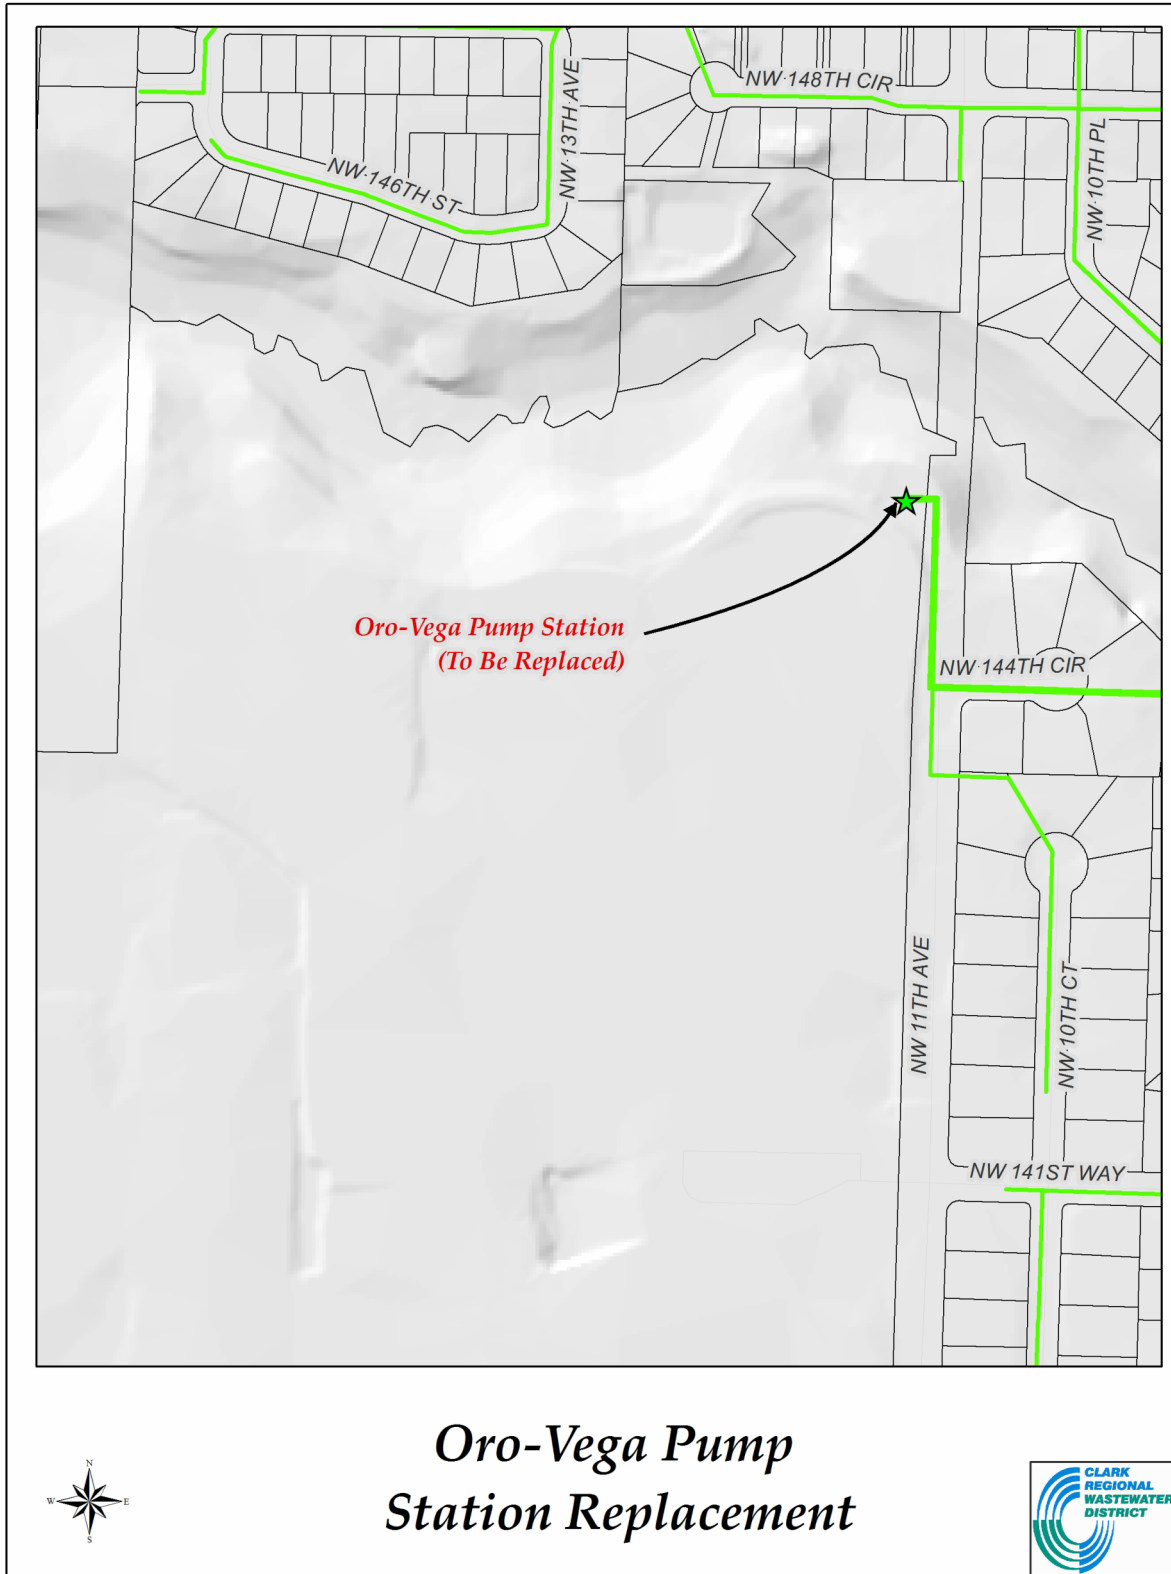 NW 148TH CIR
NW 13TH AVE
NW 10TH PL
NW 146TH ST
Oro-Vega Pump Station
(To Be Replaced)
NW 144TH CIR
NW 11TH AVE
NW 10TH CT
NW 141ST WAY
Oro-Vega Pump
Station Replacement
N
W E
S
CLARK
REGIONAL
WASTEWATER
DISTRICT